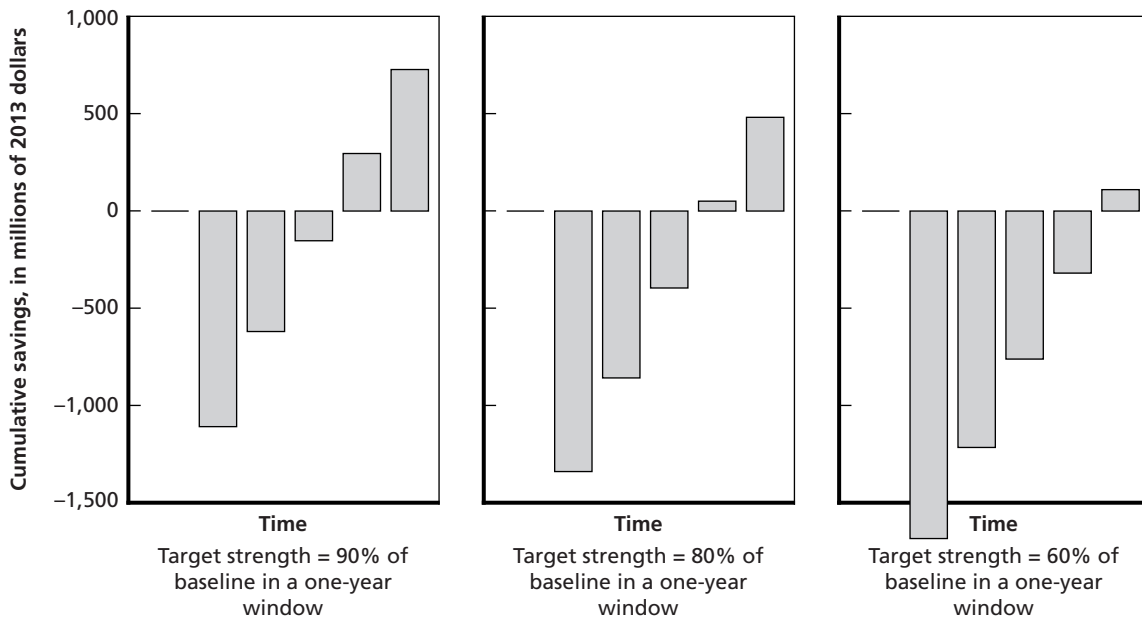 Cumulative savings, in millions of 2013 dollars
1,000
500
0
–500
–1,000
–1,500
Time
Target strength = 90% of
baseline in a one-year
window
Time
Target strength = 80% of
baseline in a one-year
window
Time
Target strength = 60% of
baseline in a one-year
window